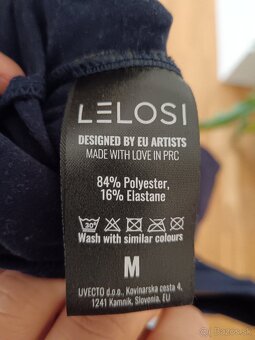 LELOSI
DESIGNED BY EU ARTISTS
MADE WITH LOVE IN PRC
84% Polyester,
16% Elastane
30°
Wash with similar colours
M
UVECTO d.o.o., Kovinarska cesta 4,
1241 Kamnik, Slovenia, EU